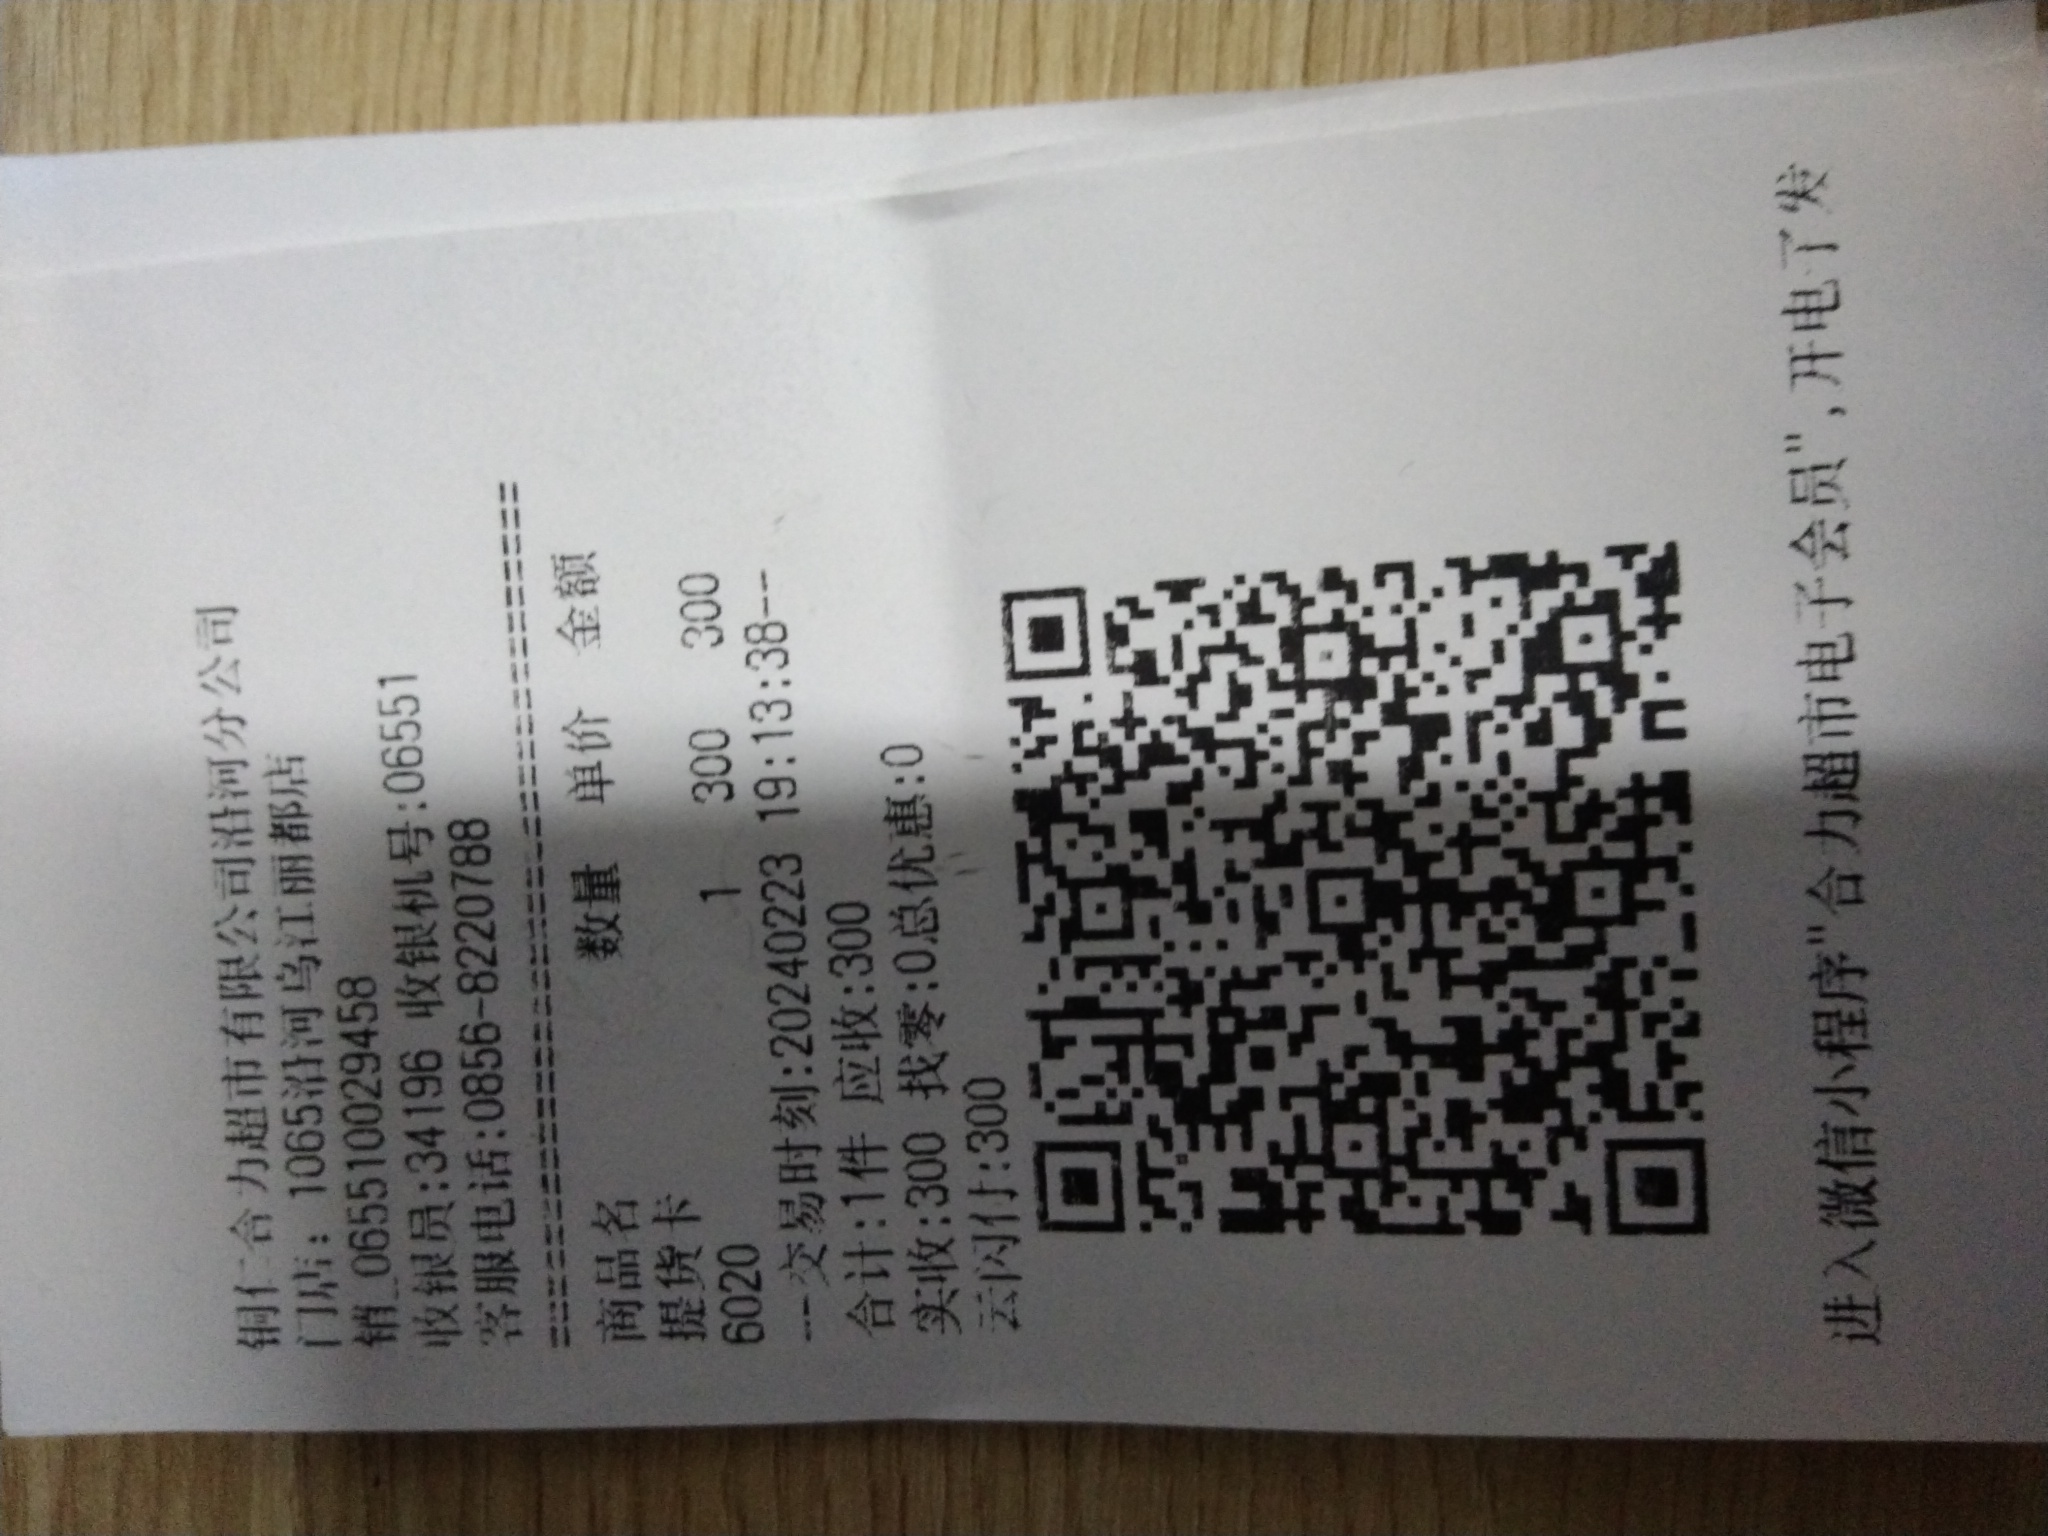 铜仁合力超市有限公司沿河分公司
门店: 1065沿河乌江丽都店
销_065510029458
收银员:34196 收银机号:06551
客服电话:0856-8220788
================================
商品名 数量 单价 金额
提货卡
6020 1 300 300
---交易时刻:20240223 19:13:38---
合计:1件 应收:300
实收:300 找零:0总优惠:0
云闪付:300
进入微信小程序"合力超市电子会员",开电子发